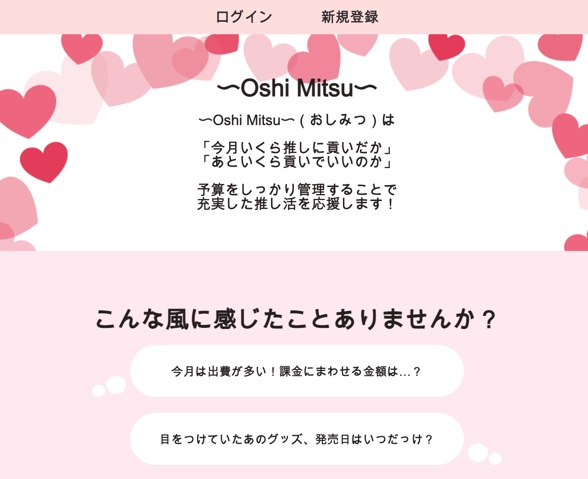 ログイン 新規登録
〜Oshi Mitsu〜
〜Oshi Mitsu〜 ( おしみつ ) は
「今月いくら推しに貢いだか」
「あといくら貢いでいいのか」
予算をしっかり管理することで
充実した推し活を応援します！
こんな風に感じたことありませんか？
今月は出費が多い！課金にまわせる金額は…？
目をつけていたあのグッズ、発売日はいつだっけ？